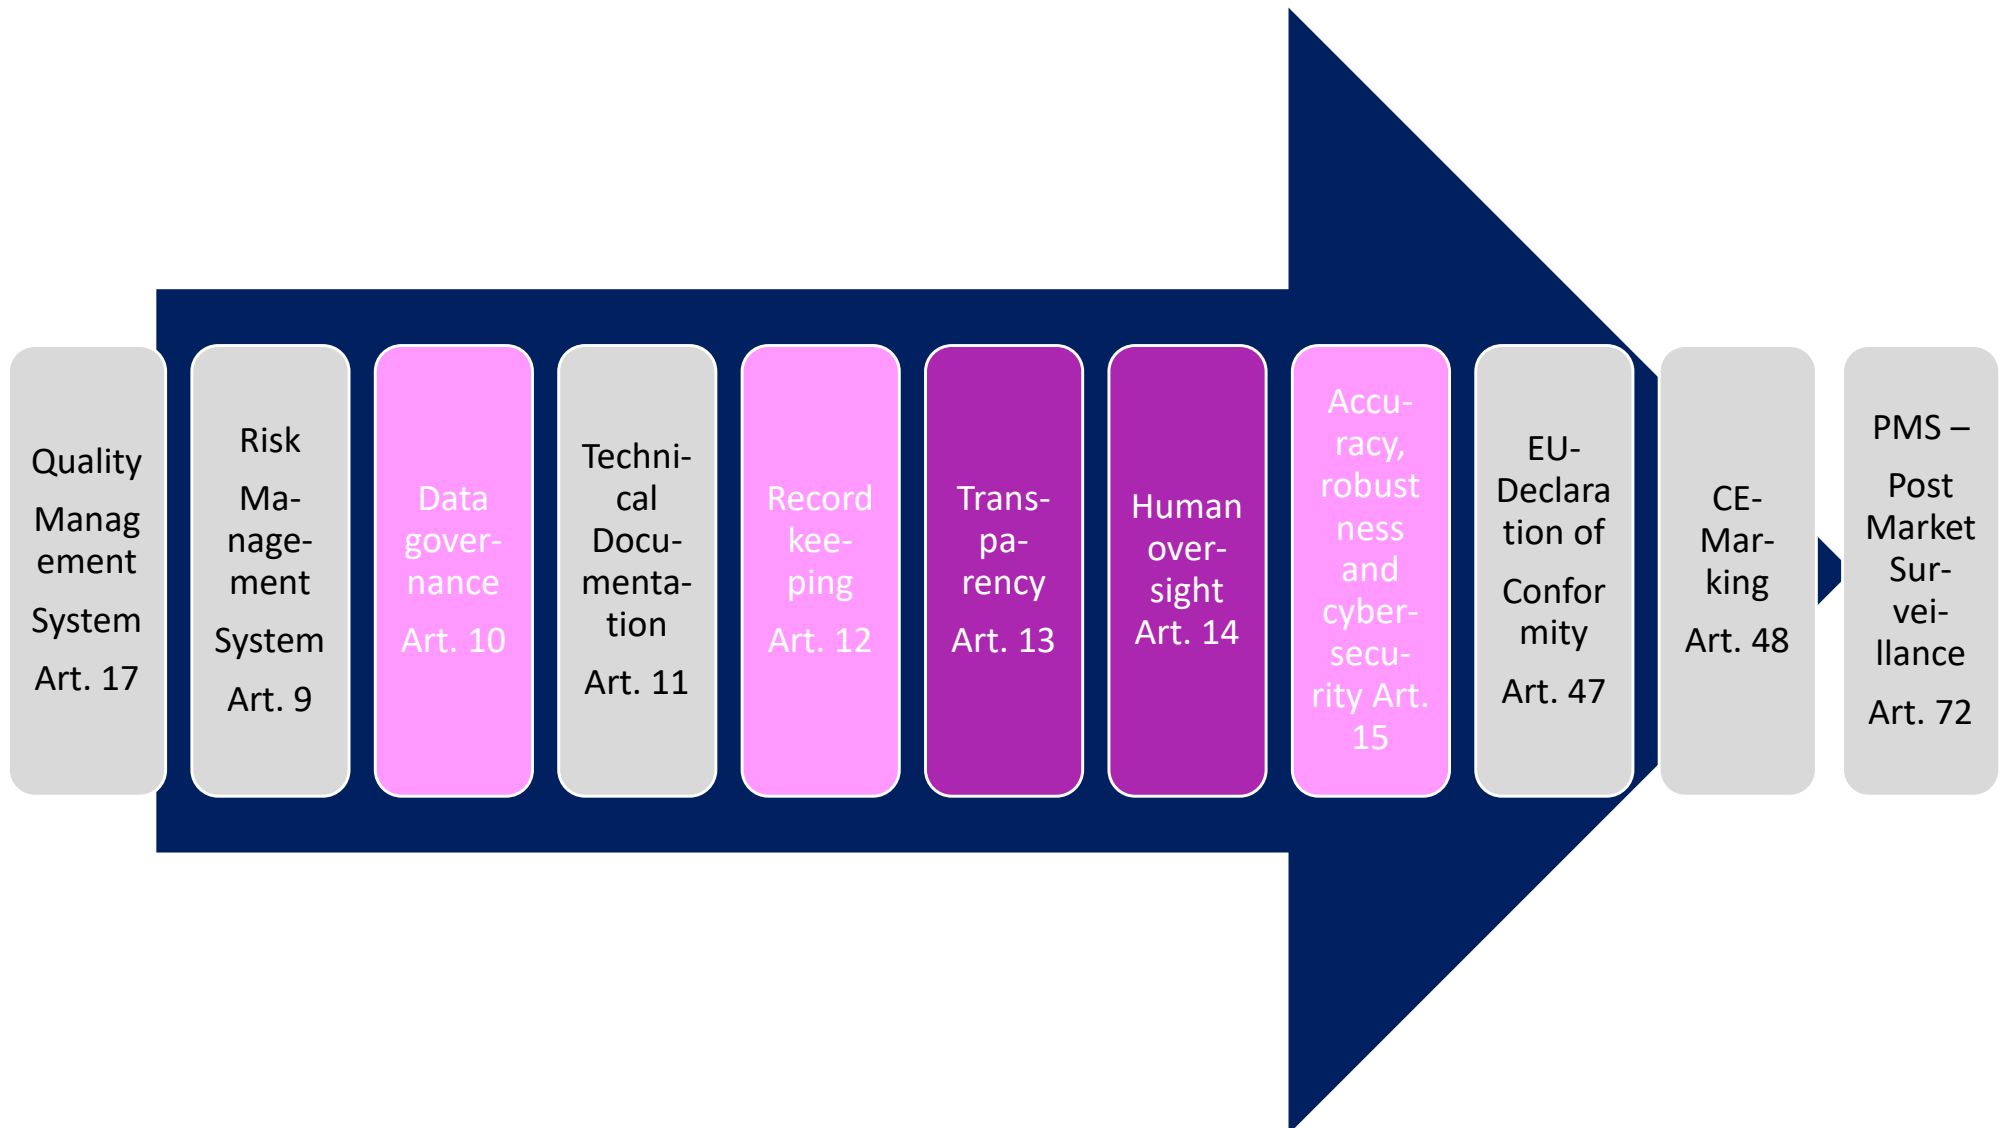 Quality
Manag
ement
System
Art. 17
Risk
Ma-
nage-
ment
System
Art. 9
Data
gover-
nance
Art. 10
Techni-
cal
Docu-
menta-
tion
Art. 11
Record
kee-
ping
Art. 12
Trans-
pa-
rency
Art. 13
Human
over-
sight
Art. 14
Accu-
racy,
robust
ness
and
cyber-
secu-
rity Art.
15
EU-
Declara
tion of
Confor
mity
Art. 47
CE-
Mar-
king
Art. 48
PMS –
Post
Market
Sur-
vei-
llance
Art. 72